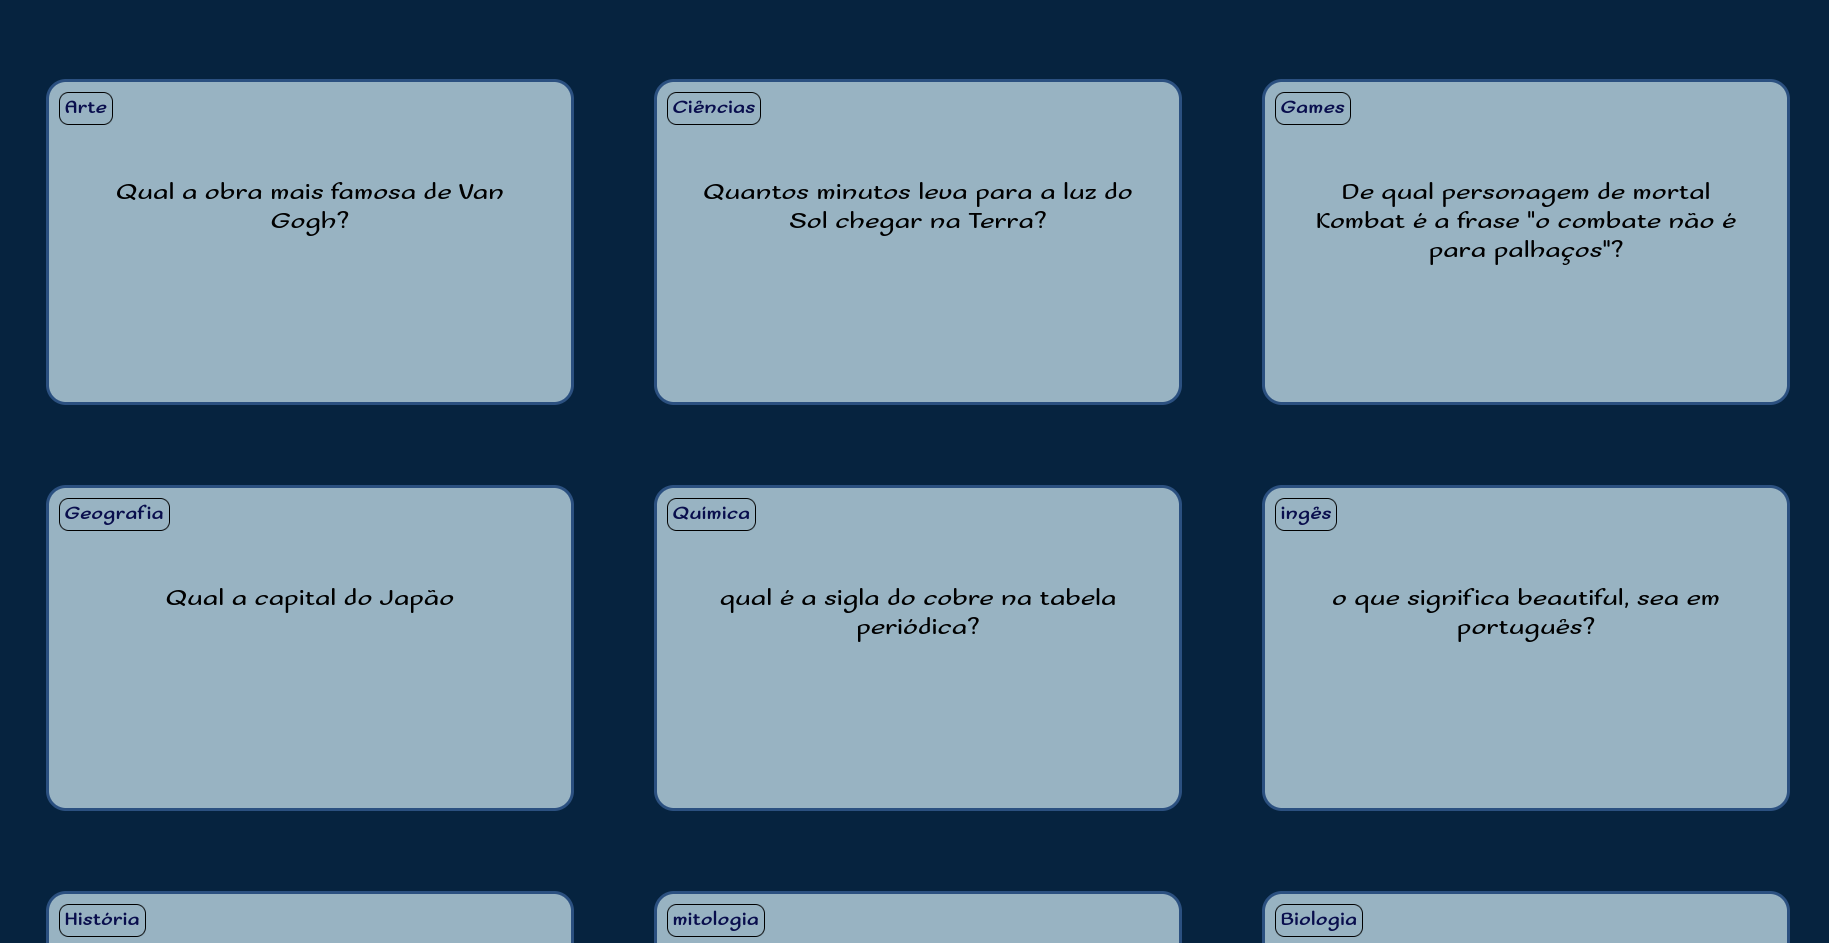 Arte
Qual a obra mais famosa de Van
Gogh?
Ciências
Quantos minutos leva para a luz do
Sol chegar na Terra?
Games
De qual personagem de mortal
Kombat é a frase "o combate não é
para palhaços"?
Geografia
Qual a capital do Japão
Química
qual é a sigla do cobre na tabela
periódica?
ingês
o que significa beautiful, sea em
português?
História
mitologia
Biologia